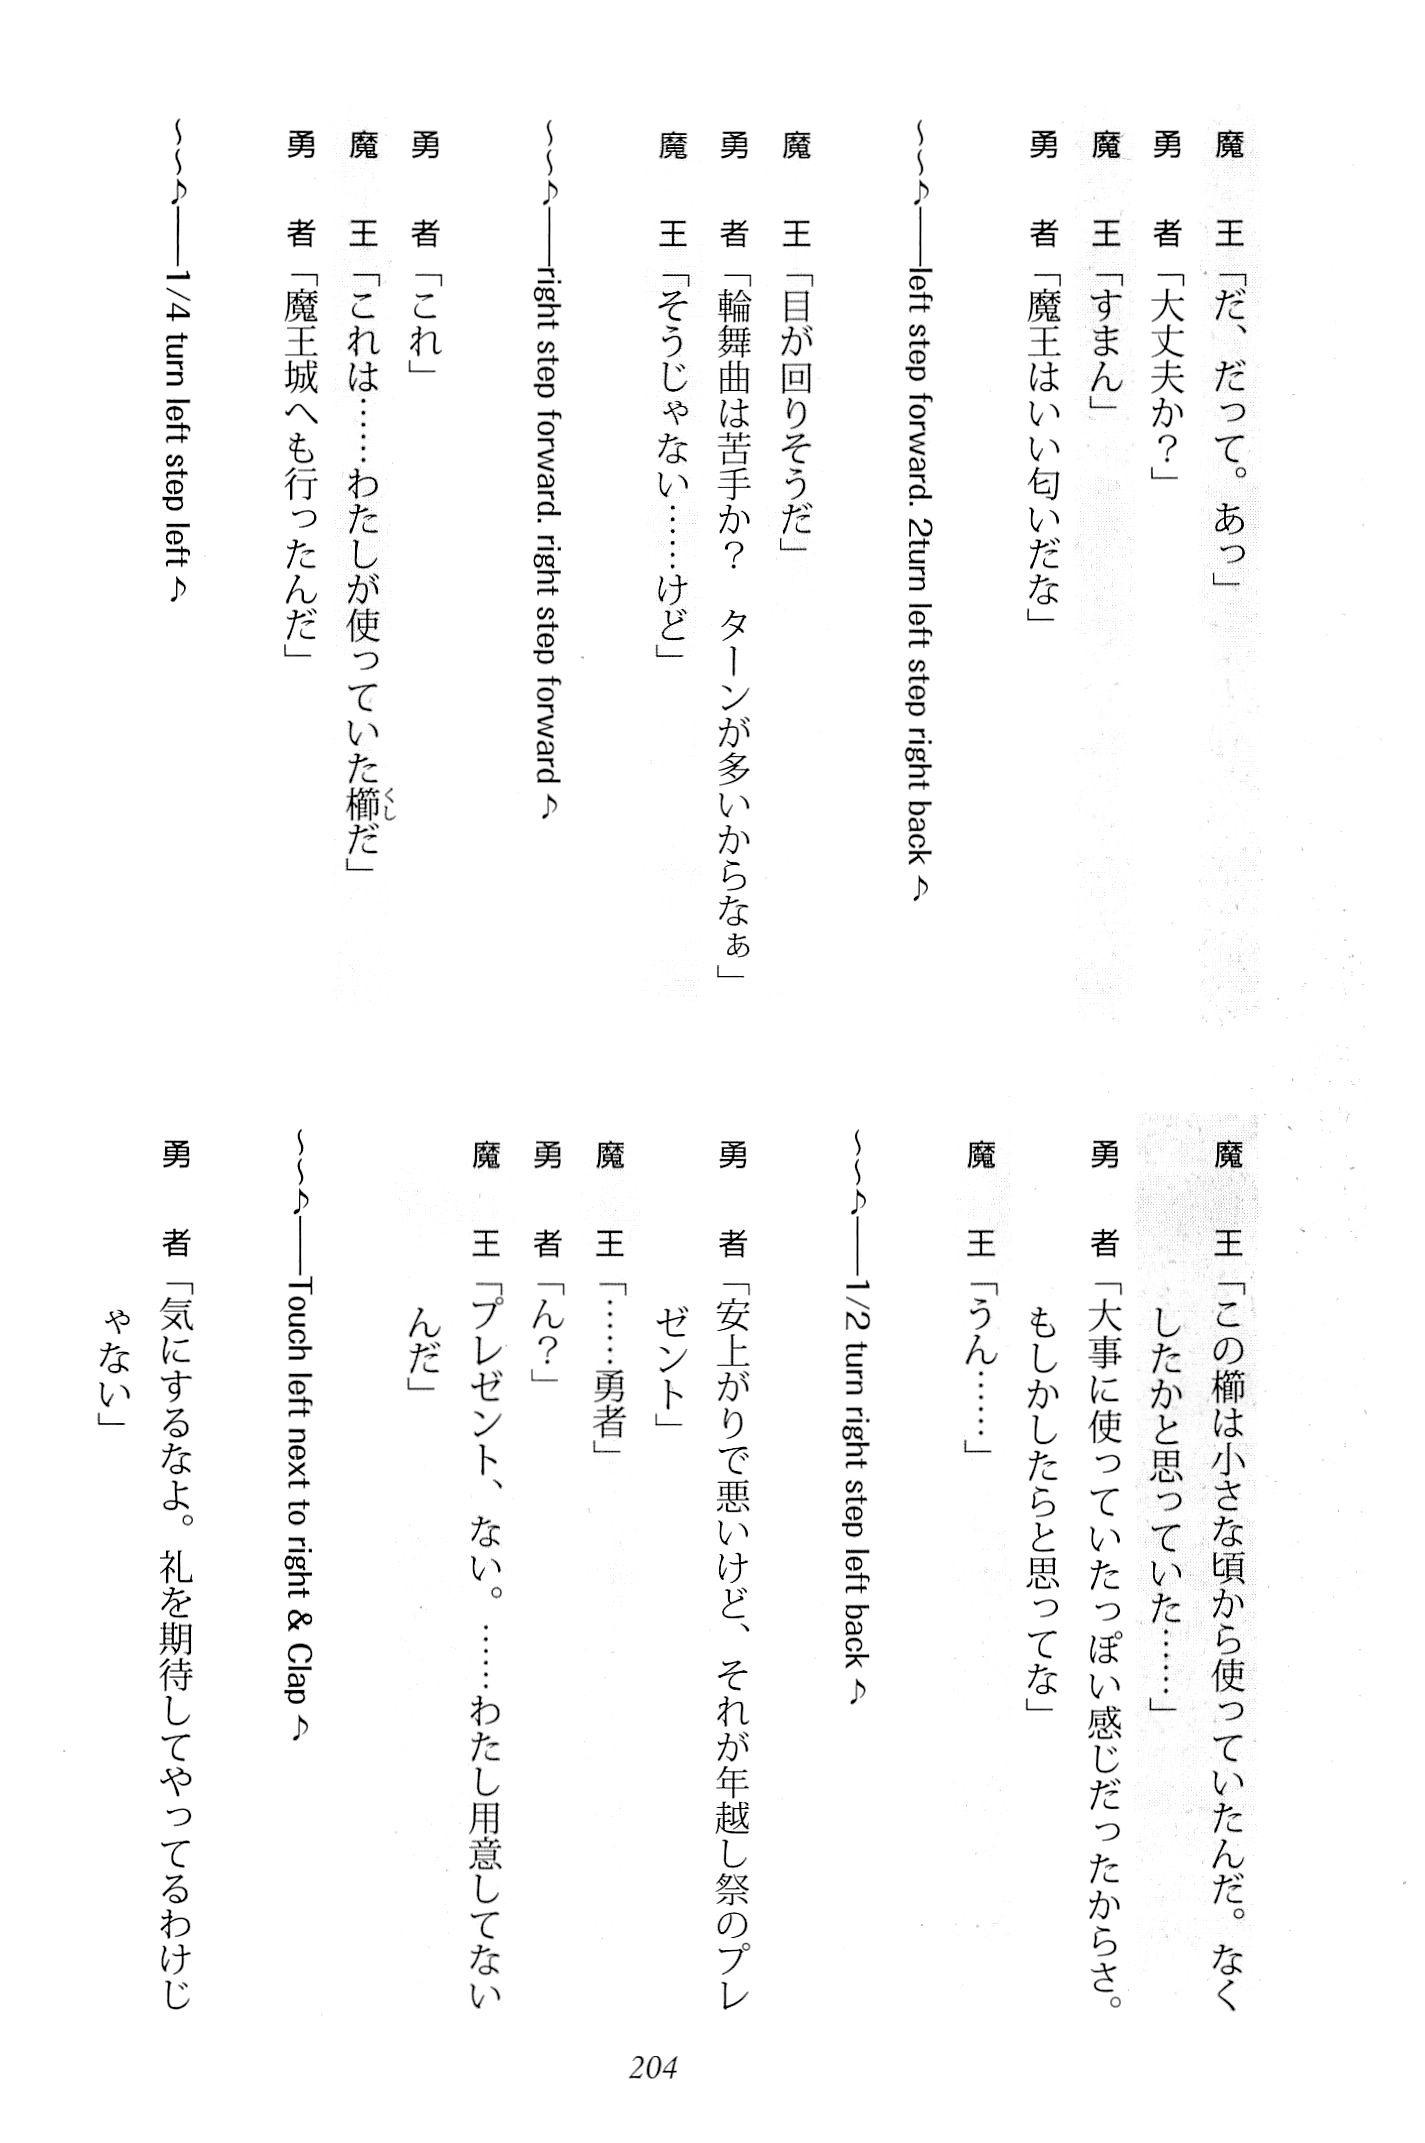 魔　王「だ、だって。あっ」
勇　者「大丈夫か？」
魔　王「すまん」
勇　者「魔王はいい匂いだな」
～～♪――left step forward. 2turn left step right back♪
魔　王「目が回りそうだ」
勇　者「輪舞曲は苦手か？　ターンが多いからなぁ」
魔　王「そうじゃない……けど」
～～♪――right step forward. right step forward♪
勇　者「これ」
魔　王「これは……わたしが使っていた櫛だ」
くし
勇　者「魔王城へも行ったんだ」
～～♪――1/4 turn left step left♪
魔　王「この櫛は小さな頃から使っていたんだ。なく
したかと思っていた……」
勇　者「大事に使っていたっぽい感じだったからさ。
もしかしたらと思ってな」
魔　王「うん……」
～～♪――1/2 turn right step left back♪
勇　者「安上がりで悪いけど、それが年越し祭のプレ
ゼント」
魔　王「……勇者」
勇　者「ん？」
魔　王「プレゼント、ない。……わたし用意してない
んだ」
～～♪――Touch left next to right & Clap♪
勇　者「気にするなよ。礼を期待してやってるわけじ
ゃない」
204